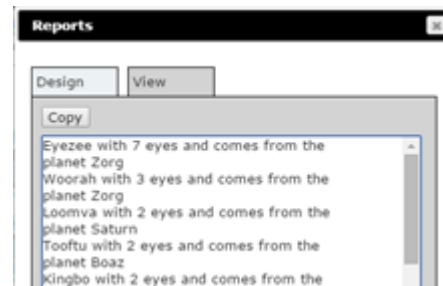 Reports
Design
View
Copy
Eyezee with 7 eyes and comes from the
planet Zorg
Woorah with 3 eyes and comes from the
planet Zorg
Loomva with 2 eyes and comes from the
planet Saturn
Tooftu with 2 eyes and comes from the
planet Boaz
Kingbo with 2 eyes and comes from the